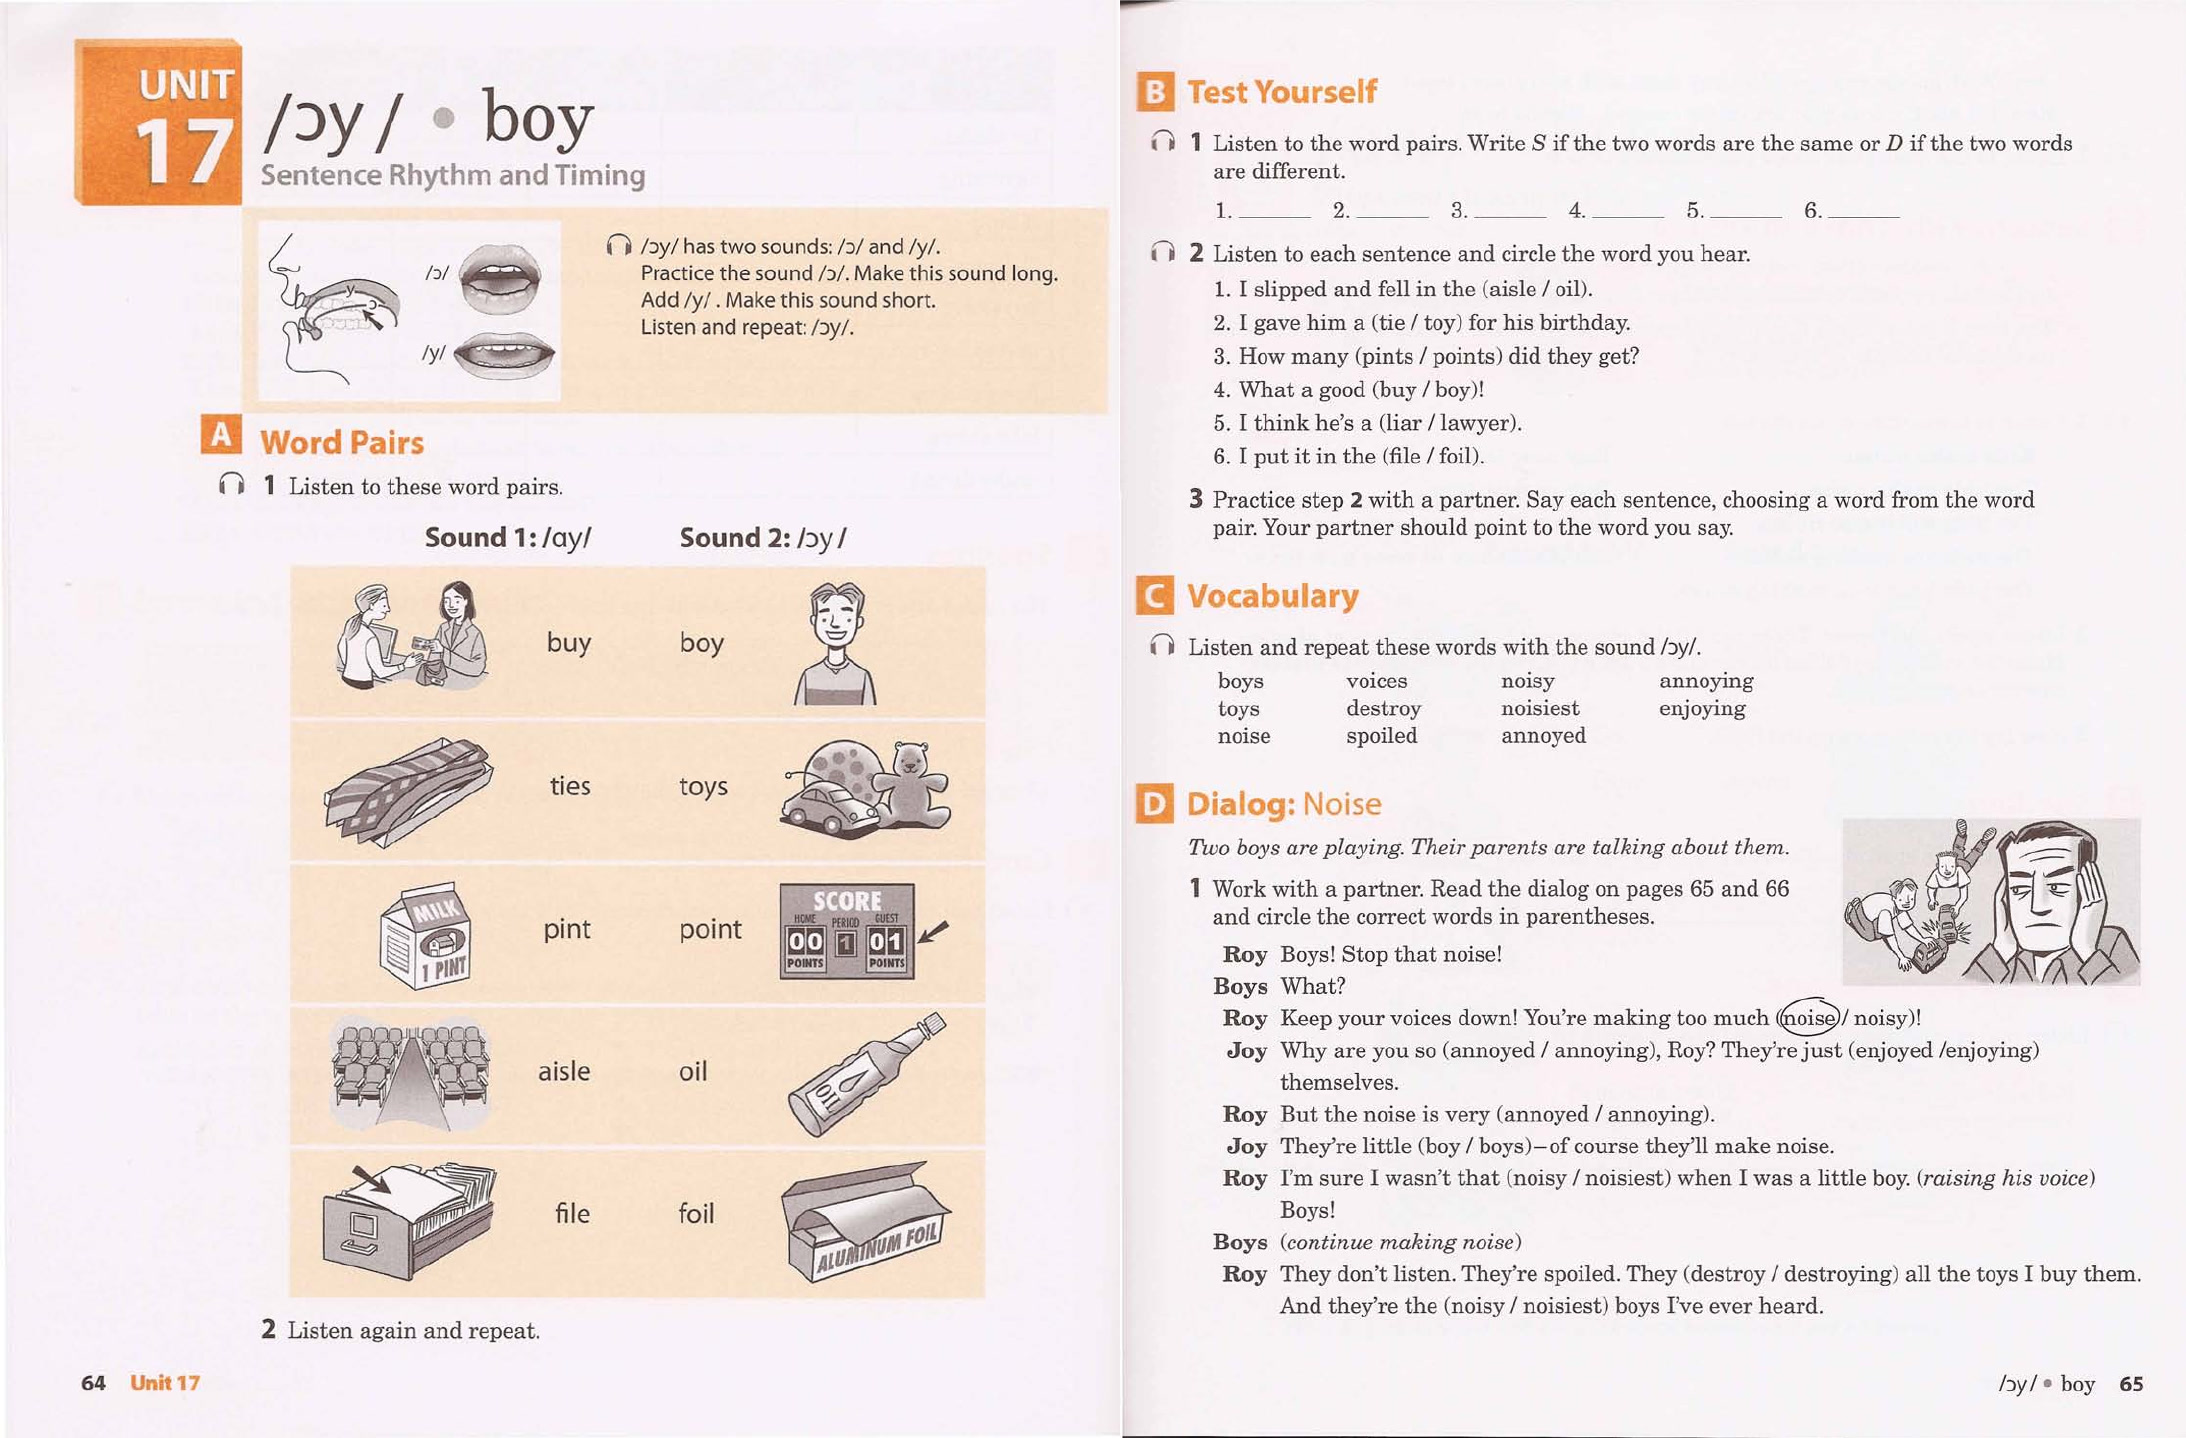 UNIT
17
/ɔy/ • boy
Sentence Rhythm and Timing
/ɔ/
/y/
y
ɔ
/ɔy/ has two sounds: /ɔ/ and /y/.
Practice the sound /ɔ/. Make this sound long.
Add /y/ . Make this sound short.
Listen and repeat: /ɔy/.
A Word Pairs
1 Listen to these word pairs.
Sound 1: /ɑy/ Sound 2: /ɔy/
buy boy
ties toys
MILK
1 PINT
pint point
SCORE
HOME PERIOD GUEST
00 1 01
POINTS POINTS
aisle oil
OIL
file foil
ALUMINUM FOIL
2 Listen again and repeat.
64 Unit 17
B Test Yourself
1 Listen to the word pairs. Write S if the two words are the same or D if the two words
are different.
1. ______ 2. ______ 3. ______ 4. ______ 5. ______ 6. ______
2 Listen to each sentence and circle the word you hear.
1. I slipped and fell in the (aisle / oil).
2. I gave him a (tie / toy) for his birthday.
3. How many (pints / points) did they get?
4. What a good (buy / boy)!
5. I think he's a (liar / lawyer).
6. I put it in the (file / foil).
3 Practice step 2 with a partner. Say each sentence, choosing a word from the word
pair. Your partner should point to the word you say.
C Vocabulary
Listen and repeat these words with the sound /ɔy/.
boys voices noisy annoying
toys destroy noisiest enjoying
noise spoiled annoyed
D Dialog: Noise
Two boys are playing. Their parents are talking about them.
1 Work with a partner. Read the dialog on pages 65 and 66
and circle the correct words in parentheses.
Roy Boys! Stop that noise!
Boys What?
Roy Keep your voices down! You're making too much (noise / noisy)!
Joy Why are you so (annoyed / annoying), Roy? They're just (enjoyed /enjoying)
themselves.
Roy But the noise is very (annoyed / annoying).
Joy They're little (boy / boys)–of course they'll make noise.
Roy I'm sure I wasn't that (noisy / noisiest) when I was a little boy. (raising his voice)
Boys!
Boys (continue making noise)
Roy They don't listen. They're spoiled. They (destroy / destroying) all the toys I buy them.
And they're the (noisy / noisiest) boys I've ever heard.
/ɔy/ • boy 65